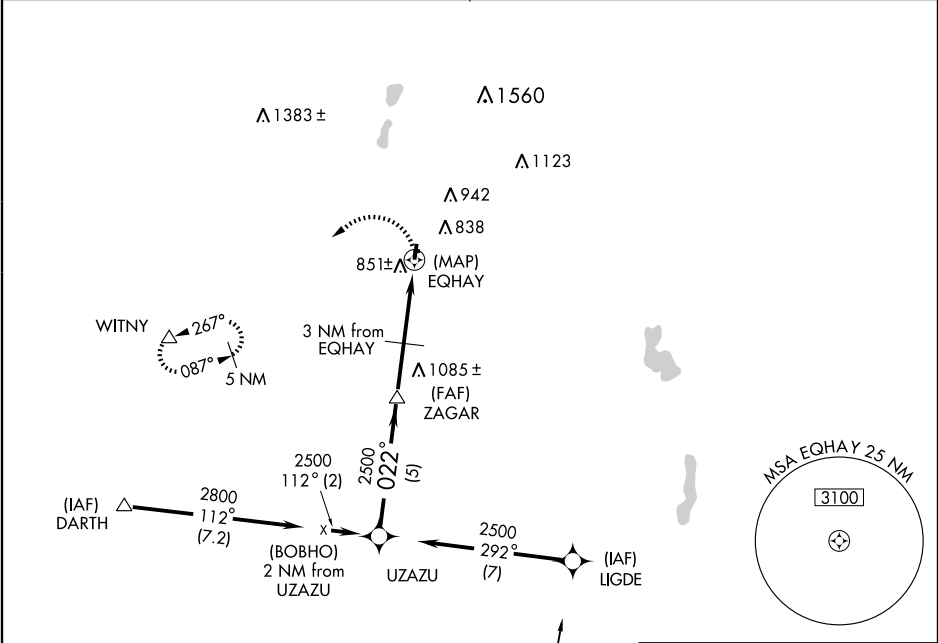 1560
1383 ±
1123
942
838
851±
(MAP)
EQHAY
WITNY
267°
087°
5 NM
3 NM from
EQHAY
1085 ±
(FAF)
ZAGAR
2500
022°
(5)
2500
112° (2)
(IAF)
DARTH
2800
112°
(7.2)
x
(BOBHO)
2 NM from
UZAZU
UZAZU
2500
292°
(7)
(IAF)
LIGDE
MSA EQHAY 25 NM
3100